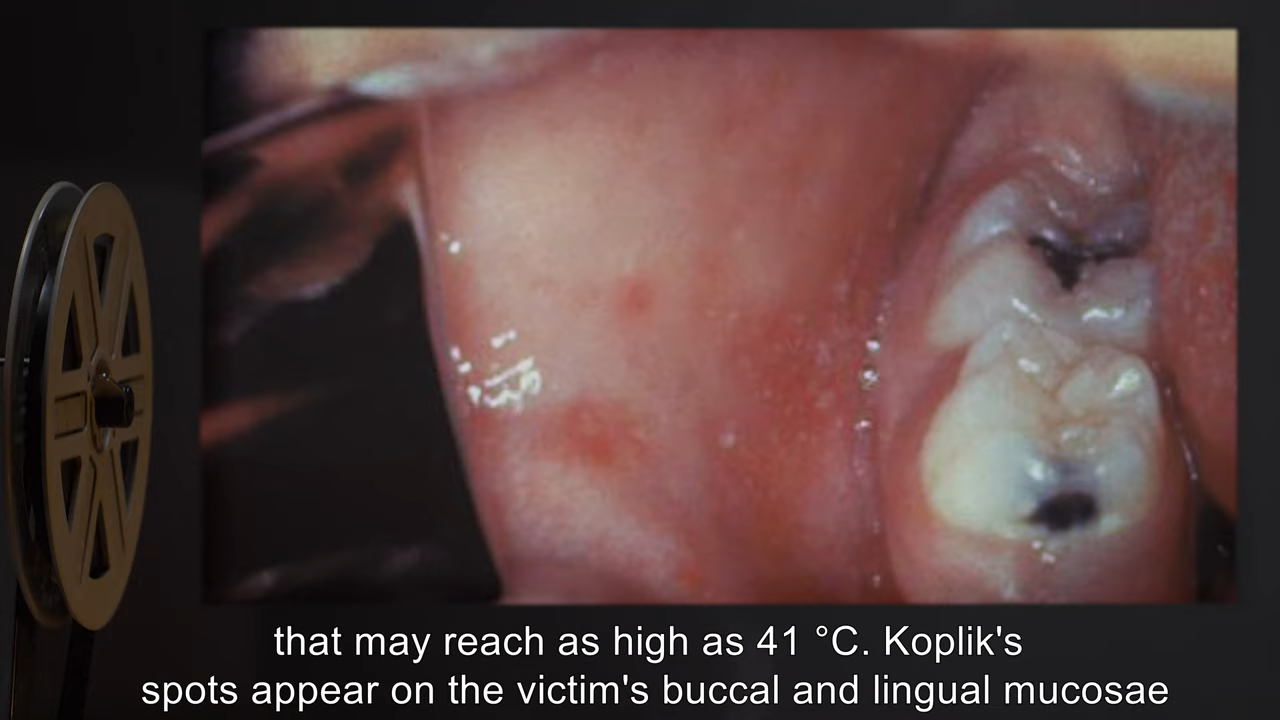 that may reach as high as 41 °C. Koplik's
spots appear on the victim's buccal and lingual mucosae